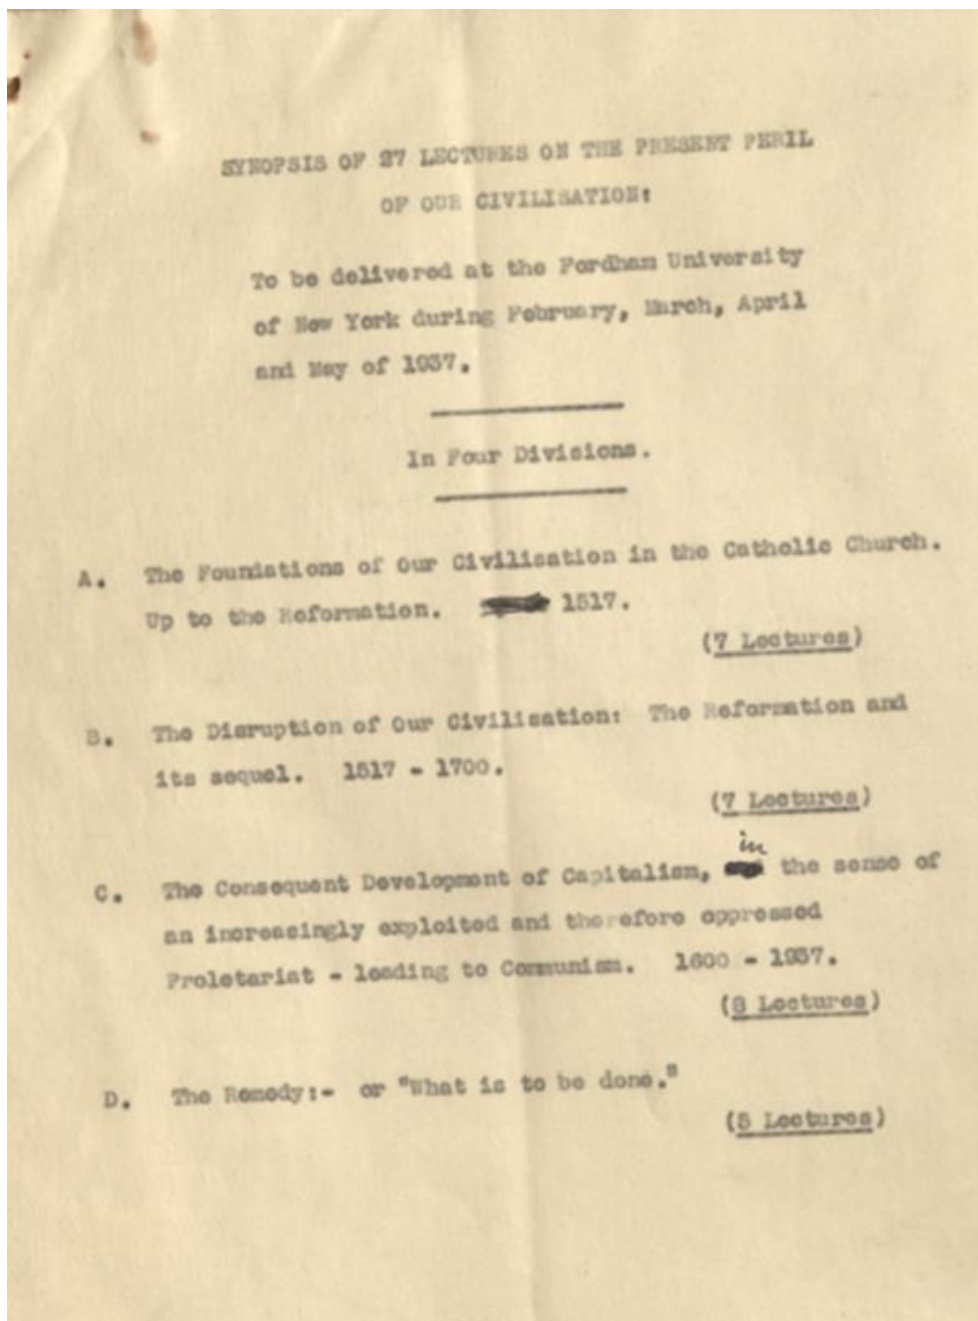 SYNOPSIS OF 27 LECTURES ON THE PRESENT PERIL
OF OUR CIVILISATION:
To be delivered at the Fordham University
of New York during February, March, April
and May of 1937.
In Four Divisions.
A. The Foundations of Our Civilisation in the Catholic Church.
Up to the Reformation. 1517.
(7 Lectures)
B. The Disruption of Our Civilisation: The Reformation and
its sequel. 1517 - 1700.
(7 Lectures)
in
C. The Consequent Development of Capitalism, the sense of
an increasingly exploited and therefore oppressed
Proletariat - leading to Communism. 1600 - 1937.
(8 Lectures)
D. The Remedy:- or "What is to be done."
(5 Lectures)